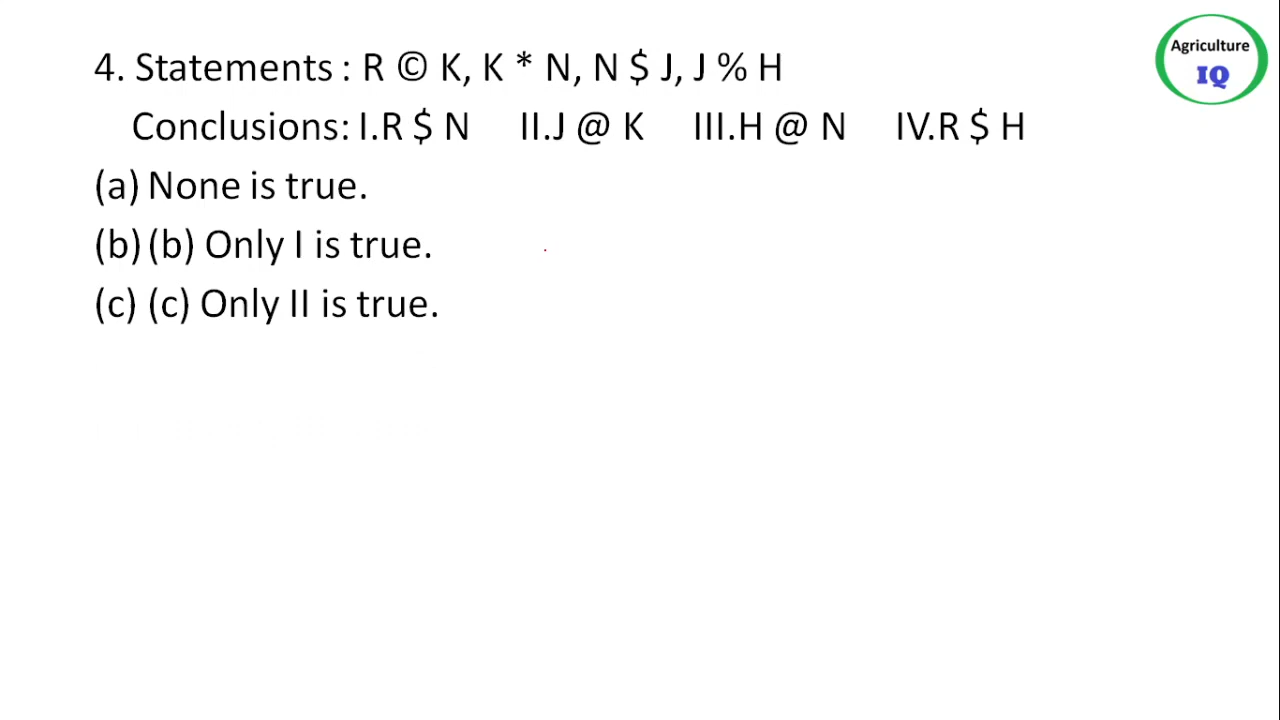 Agriculture
IQ
4. Statements : R © K, K * N, N $ J, J % H
Conclusions: I.R $ N II.J @ K III.H @ N IV.R $ H
(a) None is true.
(b) (b) Only I is true.
(c) (c) Only II is true.